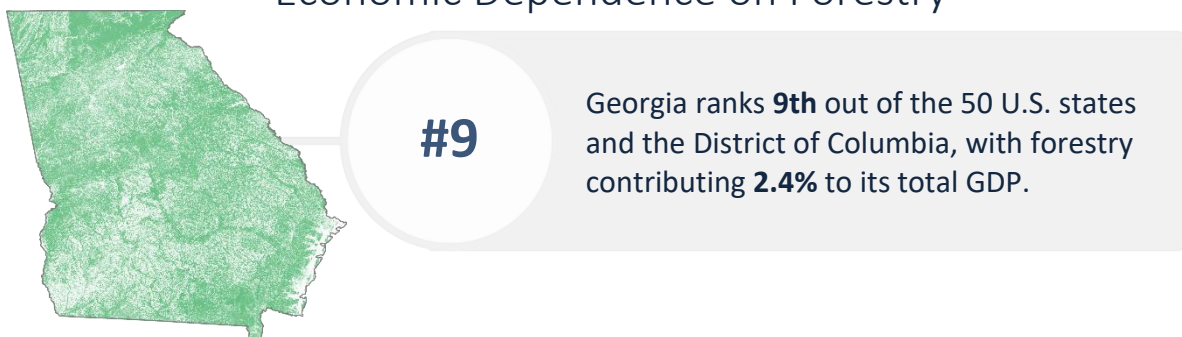 Economic Dependence on Forestry
#9
Georgia ranks 9th out of the 50 U.S. states
and the District of Columbia, with forestry
contributing 2.4% to its total GDP.